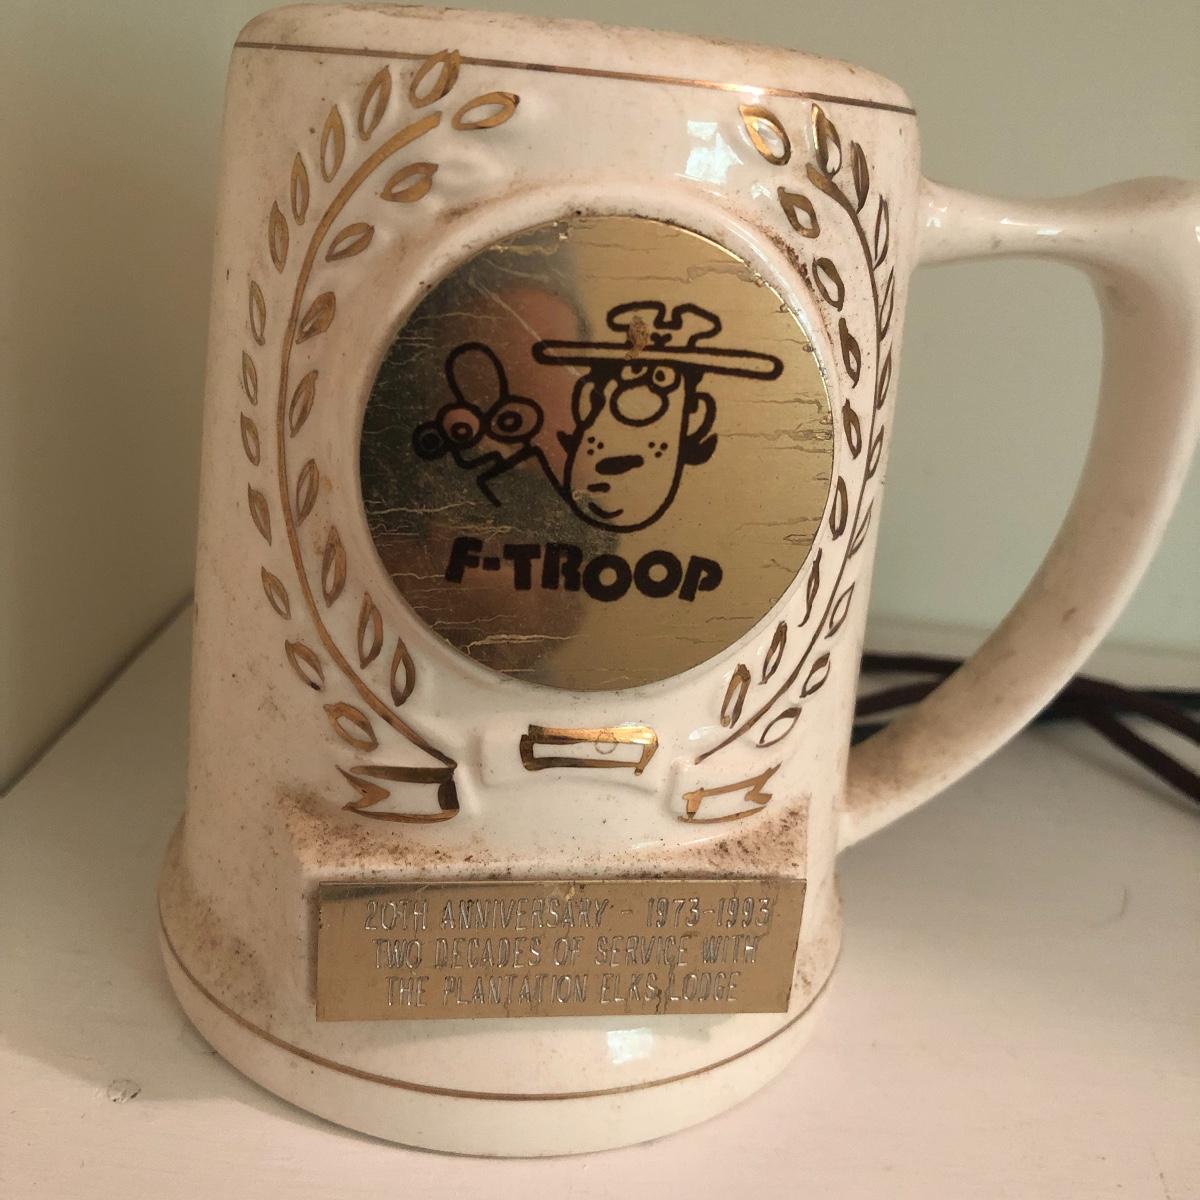 F-TROOP
20TH ANNIVERSARY - 1973-1993
TWO DECADES OF SERVICE WITH
THE PLANTATION ELKS LODGE